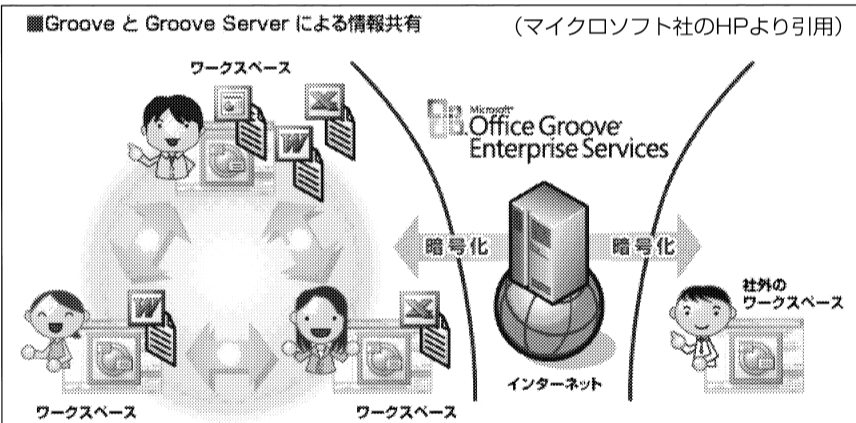 ■Groove と Groove Server による情報共有
(マイクロソフト社のHPより引用)
ワークスペース
Microsoft
Office Groove
Enterprise Services
暗号化
暗号化
社外の
ワークスペース
インターネット
ワークスペース
ワークスペース